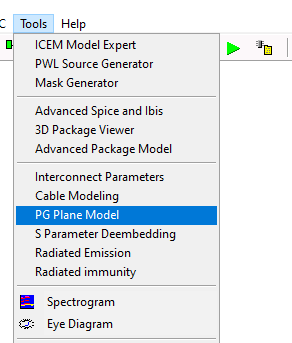 C Tools Help
ICEM Model Expert
PWL Source Generator
Mask Generator
Advanced Spice and Ibis
3D Package Viewer
Advanced Package Model
Interconnect Parameters
Cable Modeling
PG Plane Model
S Parameter Deembedding
Radiated Emission
Radiated immunity
Spectrogram
Eye Diagram